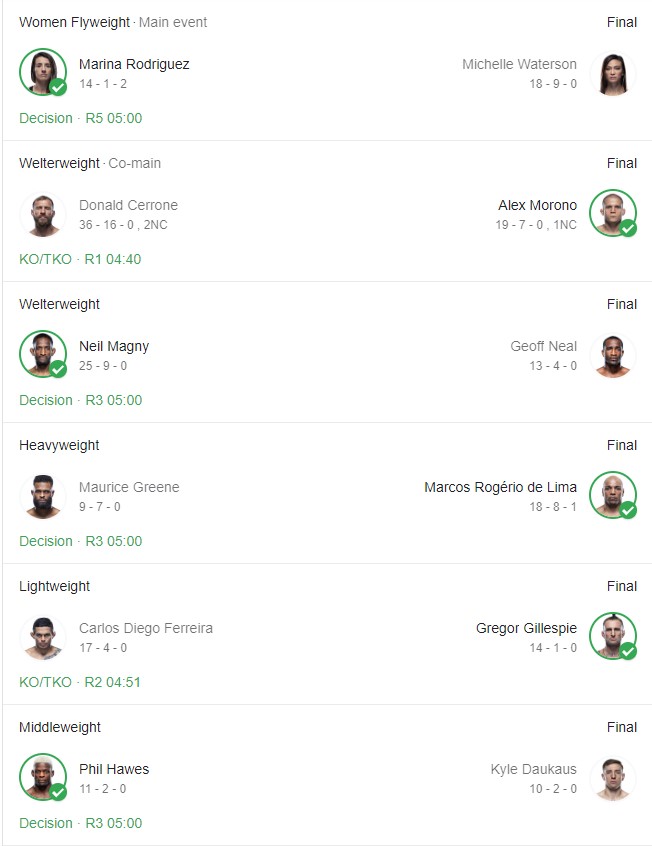 Women Flyweight · Main event Final
Marina Rodriguez Michelle Waterson
14 - 1 - 2 18 - 9 - 0
Decision · R5 05:00
Welterweight · Co-main Final
Donald Cerrone Alex Morono
36 - 16 - 0 , 2NC 19 - 7 - 0 , 1NC
KO/TKO · R1 04:40
Welterweight Final
Neil Magny Geoff Neal
25 - 9 - 0 13 - 4 - 0
Decision · R3 05:00
Heavyweight Final
Maurice Greene Marcos Rogério de Lima
9 - 7 - 0 18 - 8 - 1
Decision · R3 05:00
Lightweight Final
Carlos Diego Ferreira Gregor Gillespie
17 - 4 - 0 14 - 1 - 0
KO/TKO · R2 04:51
Middleweight Final
Phil Hawes Kyle Daukaus
11 - 2 - 0 10 - 2 - 0
Decision · R3 05:00